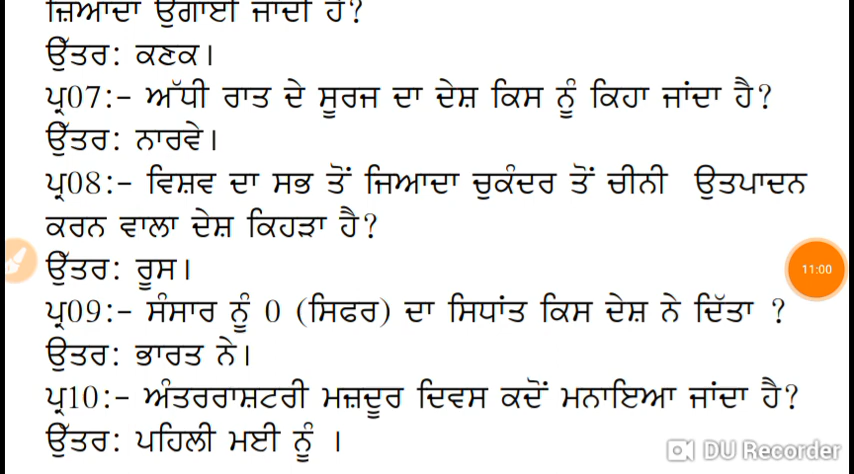 ਜ਼ਿਆਦਾ ਉਗਾਈ ਜਾਂਦੀ ਹੈ?
ਉੱਤਰ: ਕਣਕ।
ਪ੍ਰ07:- ਅੱਧੀ ਰਾਤ ਦੇ ਸੂਰਜ ਦਾ ਦੇਸ਼ ਕਿਸ ਨੂੰ ਕਿਹਾ ਜਾਂਦਾ ਹੈ?
ਉੱਤਰ: ਨਾਰਵੇ।
ਪ੍ਰ08:- ਵਿਸ਼ਵ ਦਾ ਸਭ ਤੋਂ ਜਿਆਦਾ ਚੁਕੰਦਰ ਤੋਂ ਚੀਨੀ ਉਤਪਾਦਨ
ਕਰਨ ਵਾਲਾ ਦੇਸ਼ ਕਿਹੜਾ ਹੈ?
ਉੱਤਰ: ਰੂਸ।
11:00
ਪ੍ਰ09:- ਸੰਸਾਰ ਨੂੰ 0 (ਸਿਫਰ) ਦਾ ਸਿਧਾਂਤ ਕਿਸ ਦੇਸ਼ ਨੇ ਦਿੱਤਾ ?
ਉਤਰ: ਭਾਰਤ ਨੇ।
ਪ੍ਰ10:- ਅੰਤਰਰਾਸ਼ਟਰੀ ਮਜ਼ਦੂਰ ਦਿਵਸ ਕਦੋਂ ਮਨਾਇਆ ਜਾਂਦਾ ਹੈ?
ਉੱਤਰ: ਪਹਿਲੀ ਮਈ ਨੂੰ ।
DU Recorder